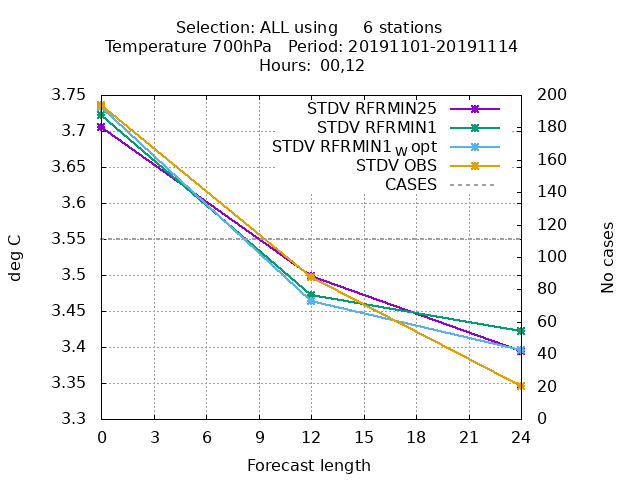 Selection: ALL using 6 stations
Temperature 700hPa Period: 20191101-20191114
Hours: 00,12
STDV RFRMIN25
STDV RFRMIN1
STDV RFRMIN1_w opt
STDV OBS
CASES
3.75
3.7
3.65
3.6
3.55
3.5
3.45
3.4
3.35
3.3
deg C
200
180
160
140
120
100
80
60
40
20
0
No cases
0 3 6 9 12 15 18 21 24
Forecast length